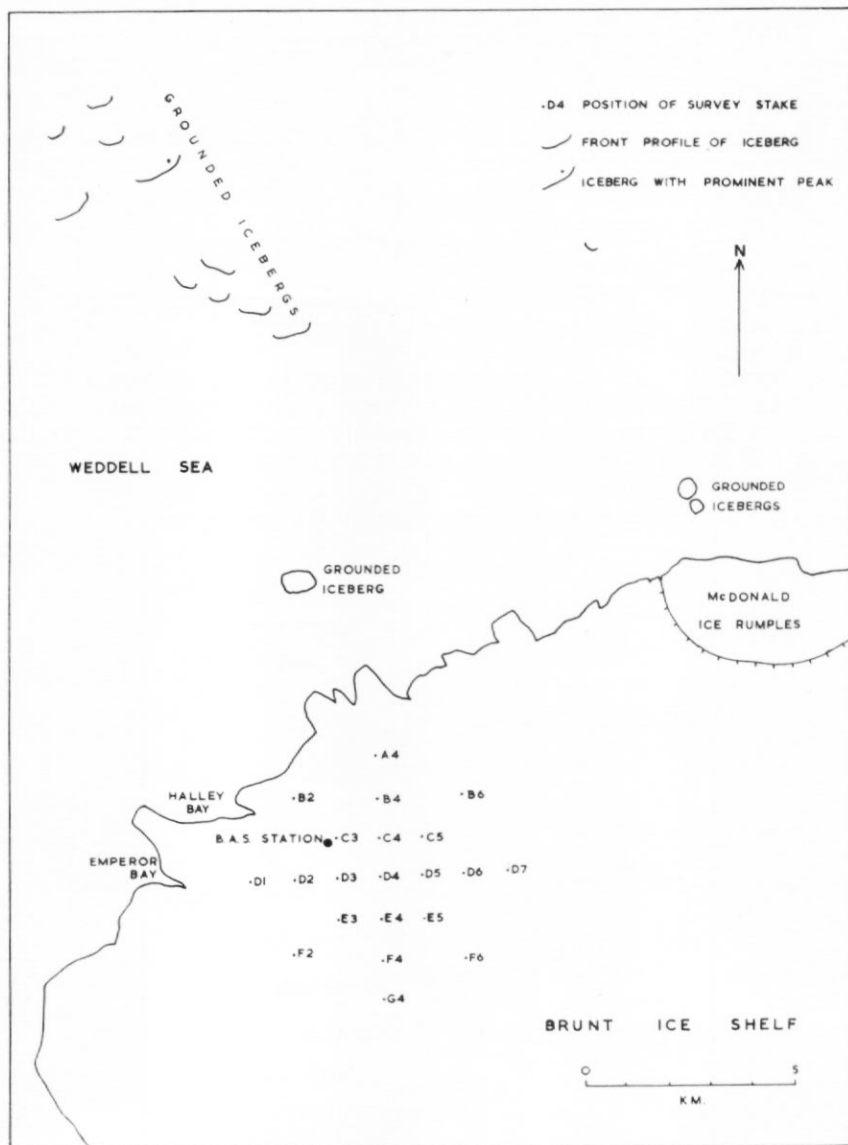 GROUNDED ICEBERGS
.D4 POSITION OF SURVEY STAKE
FRONT PROFILE OF ICEBERG
ICEBERG WITH PROMINENT PEAK
N
WEDDELL SEA
GROUNDED
ICEBERGS
GROUNDED
ICEBERG
McDONALD
ICE RUMPLES
.A4
HALLEY
BAY
.B2 .B4 .B6
B.A.S. STATION .C3 .C4 .C5
EMPEROR
BAY
.D1 .D2 .D3 .D4 .D5 .D6 .D7
.E3 .E4 .E5
.F2 .F4 .F6
.G4
BRUNT ICE SHELF
0 5
KM.